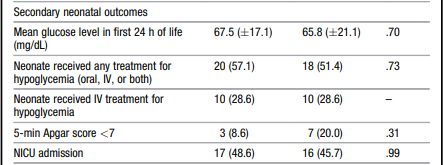 Secondary neonatal outcomes
Mean glucose level in first 24 h of life 67.5 (±17.1) 65.8 (±21.1) .70
(mg/dL)
Neonate received any treatment for 20 (57.1) 18 (51.4) .73
hypoglycemia (oral, IV, or both)
Neonate received IV treatment for 10 (28.6) 10 (28.6) –
hypoglycemia
5-min Apgar score <7 3 (8.6) 7 (20.0) .31
NICU admission 17 (48.6) 16 (45.7) .99